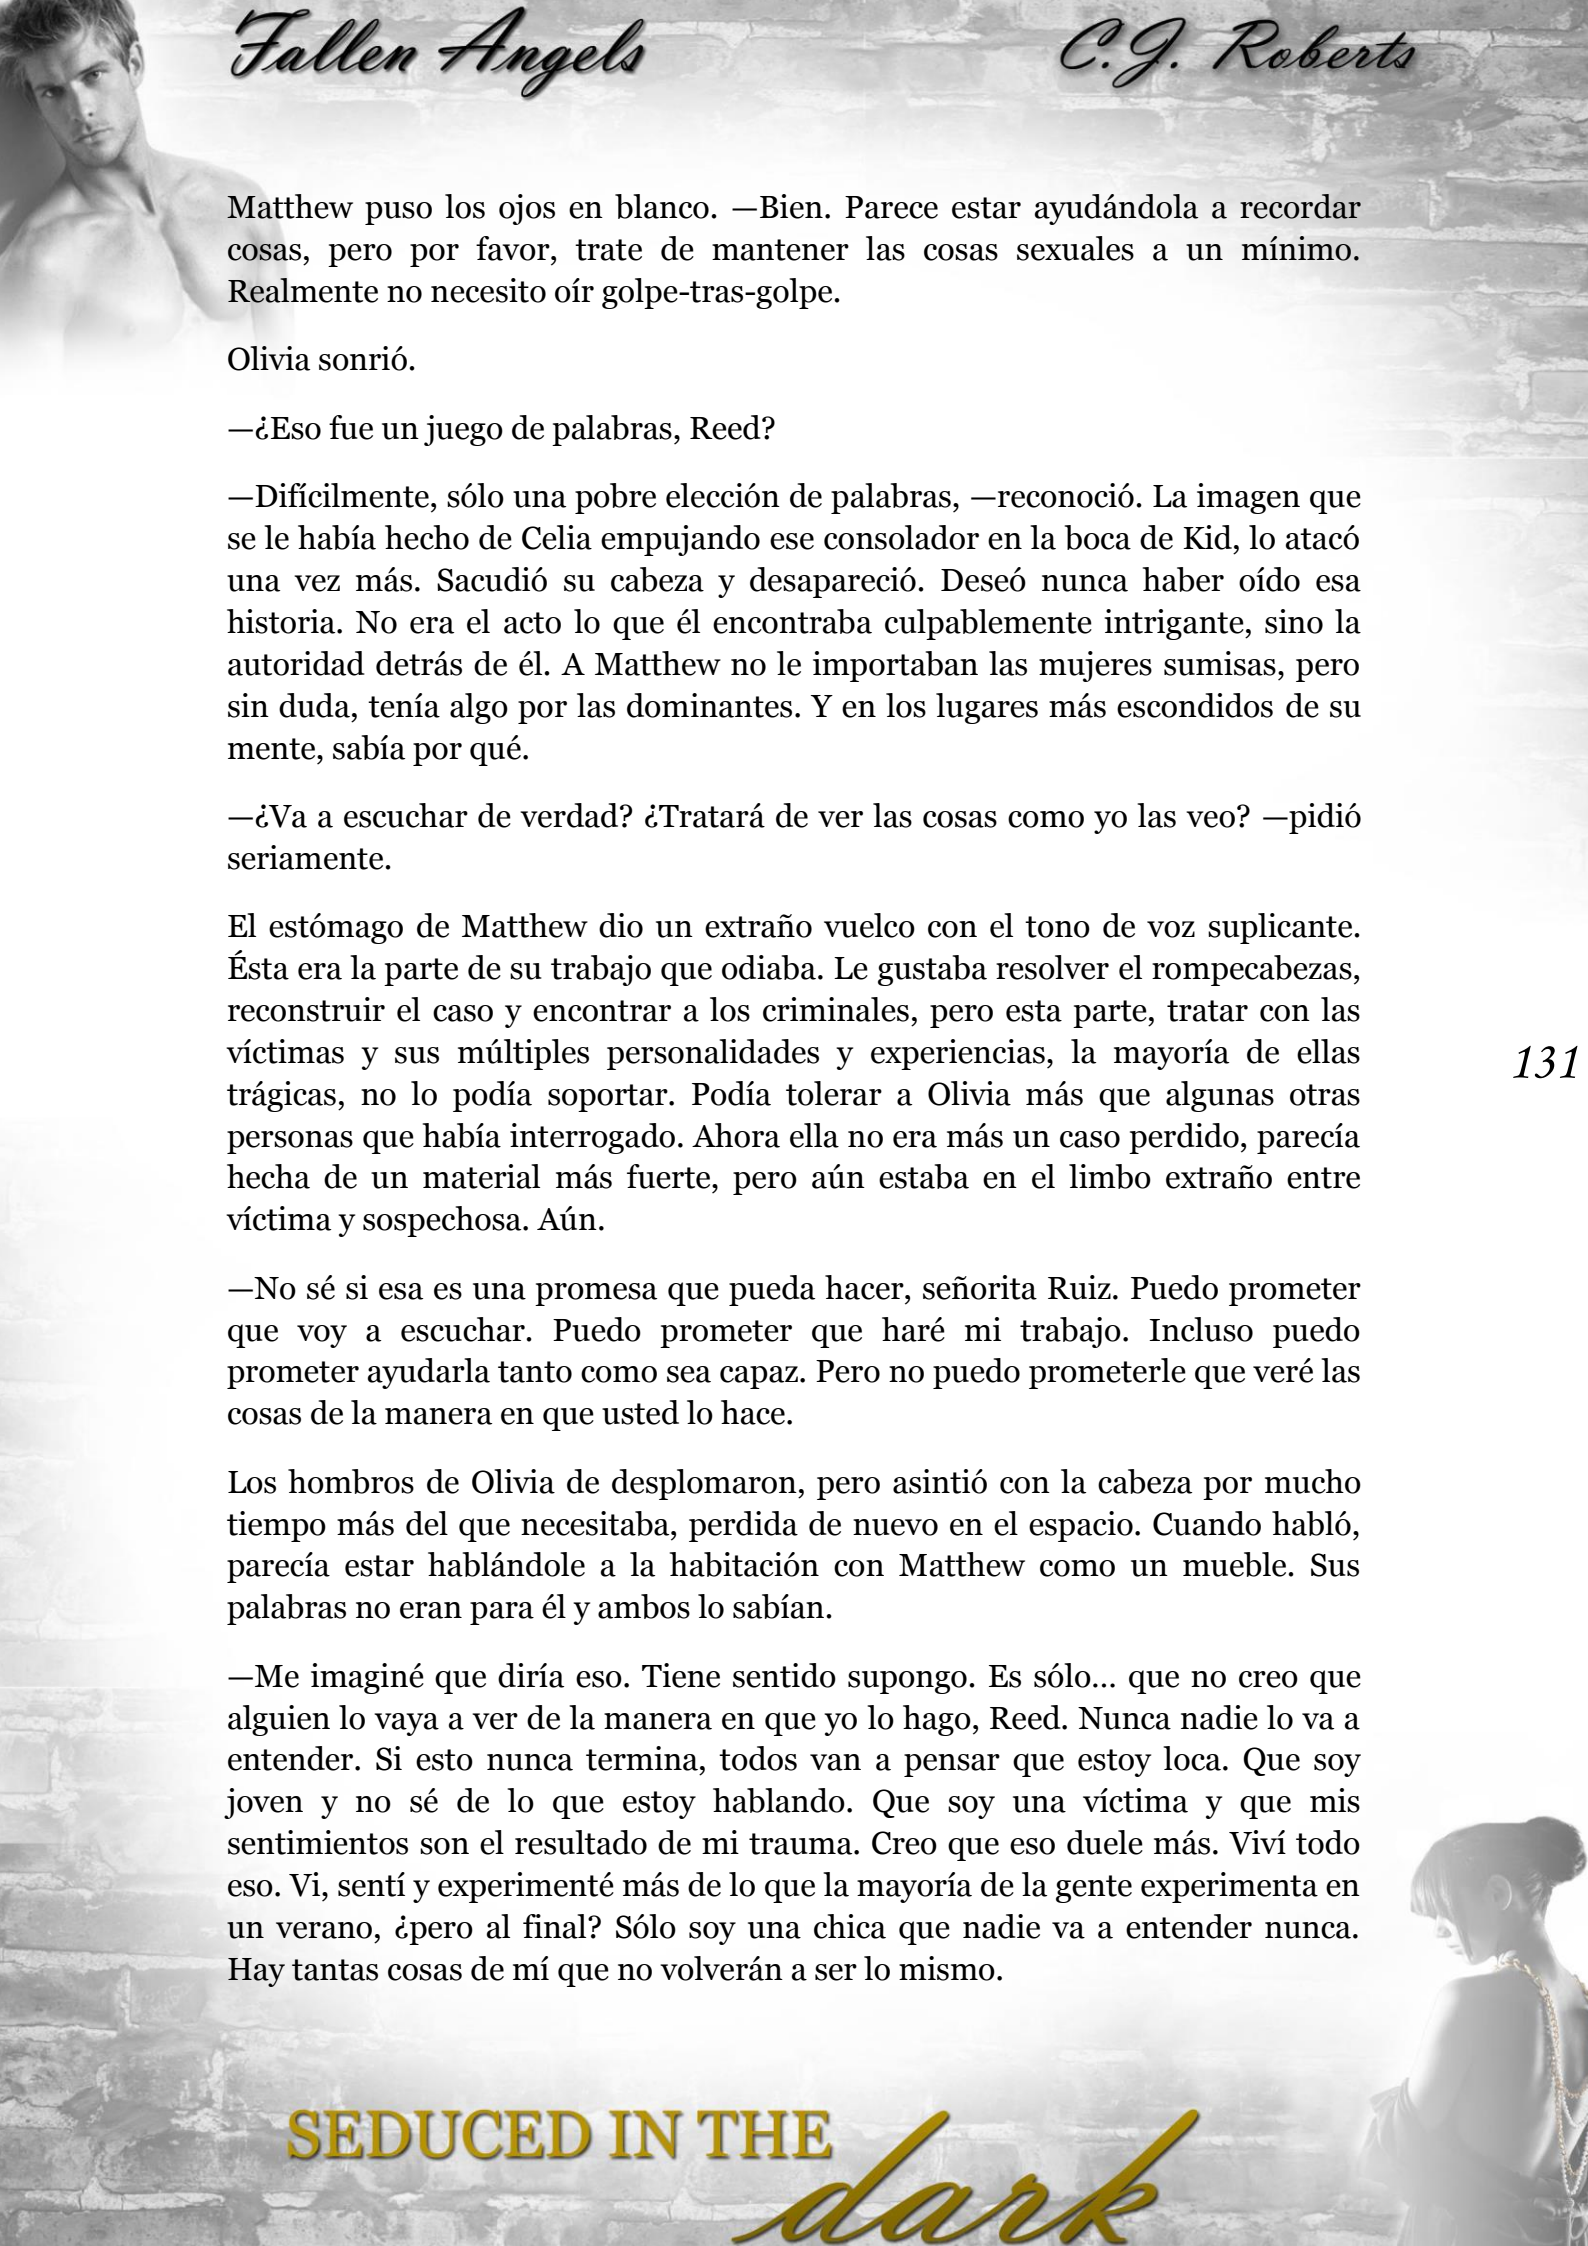 Fallen Angels
C.J. Roberts
Matthew puso los ojos en blanco. —Bien. Parece estar ayudándola a recordar
cosas, pero por favor, trate de mantener las cosas sexuales a un mínimo.
Realmente no necesito oír golpe-tras-golpe.
Olivia sonrió.
—¿Eso fue un juego de palabras, Reed?
—Difícilmente, sólo una pobre elección de palabras, —reconoció. La imagen que
se le había hecho de Celia empujando ese consolador en la boca de Kid, lo atacó
una vez más. Sacudió su cabeza y desapareció. Deseó nunca haber oído esa
historia. No era el acto lo que él encontraba culpablemente intrigante, sino la
autoridad detrás de él. A Matthew no le importaban las mujeres sumisas, pero
sin duda, tenía algo por las dominantes. Y en los lugares más escondidos de su
mente, sabía por qué.
—¿Va a escuchar de verdad? ¿Tratará de ver las cosas como yo las veo? —pidió
seriamente.
El estómago de Matthew dio un extraño vuelco con el tono de voz suplicante.
Ésta era la parte de su trabajo que odiaba. Le gustaba resolver el rompecabezas,
reconstruir el caso y encontrar a los criminales, pero esta parte, tratar con las
víctimas y sus múltiples personalidades y experiencias, la mayoría de ellas
trágicas, no lo podía soportar. Podía tolerar a Olivia más que algunas otras
personas que había interrogado. Ahora ella no era más un caso perdido, parecía
hecha de un material más fuerte, pero aún estaba en el limbo extraño entre
víctima y sospechosa. Aún.
131
—No sé si esa es una promesa que pueda hacer, señorita Ruiz. Puedo prometer
que voy a escuchar. Puedo prometer que haré mi trabajo. Incluso puedo
prometer ayudarla tanto como sea capaz. Pero no puedo prometerle que veré las
cosas de la manera en que usted lo hace.
Los hombros de Olivia de desplomaron, pero asintió con la cabeza por mucho
tiempo más del que necesitaba, perdida de nuevo en el espacio. Cuando habló,
parecía estar hablándole a la habitación con Matthew como un mueble. Sus
palabras no eran para él y ambos lo sabían.
—Me imaginé que diría eso. Tiene sentido supongo. Es sólo… que no creo que
alguien lo vaya a ver de la manera en que yo lo hago, Reed. Nunca nadie lo va a
entender. Si esto nunca termina, todos van a pensar que estoy loca. Que soy
joven y no sé de lo que estoy hablando. Que soy una víctima y que mis
sentimientos son el resultado de mi trauma. Creo que eso duele más. Viví todo
eso. Vi, sentí y experimenté más de lo que la mayoría de la gente experimenta en
un verano, ¿pero al final? Sólo soy una chica que nadie va a entender nunca.
Hay tantas cosas de mí que no volverán a ser lo mismo.
SEDUCED IN THE
dark